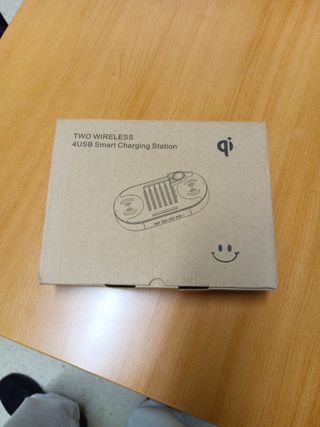 TWO WIRELESS
4USB Smart Charging Station
qi